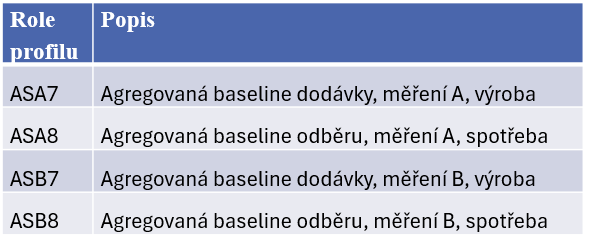 Role Popis
profilu
ASA7 Agregovaná baseline dodávky, měření A, výroba
ASA8 Agregovaná baseline odběru, měření A, spotřeba
ASB7 Agregovaná baseline dodávky, měření B, výroba
ASB8 Agregovaná baseline odběru, měření B, spotřeba